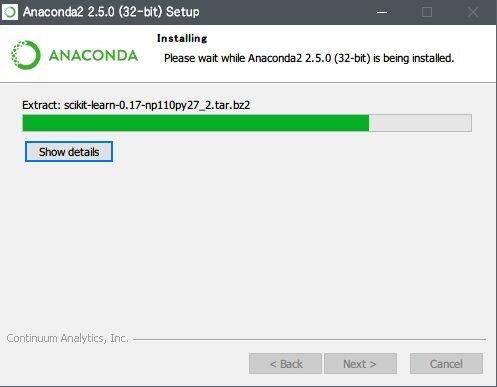 Anaconda2 2.5.0 (32-bit) Setup
Installing
Please wait while Anaconda2 2.5.0 (32-bit) is being installed.
ANACONDA
Extract: scikit-learn-0.17-np110py27_2.tar.bz2
Show details
Continuum Analytics, Inc.
< Back
Next >
Cancel